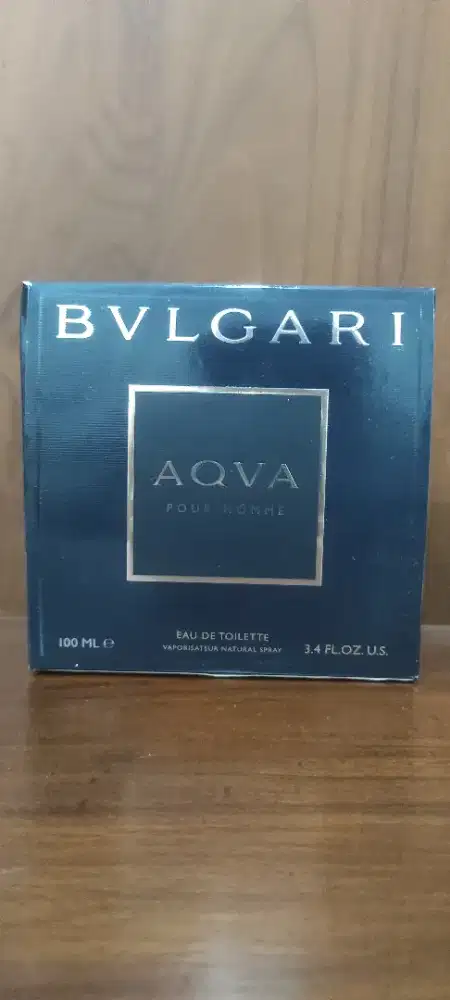 BVLGARI
AQVA
POUR HOMME
100 ML ℮
EAU DE TOILETTE
VAPORISATEUR NATURAL SPRAY
3.4 FL.OZ. U.S.